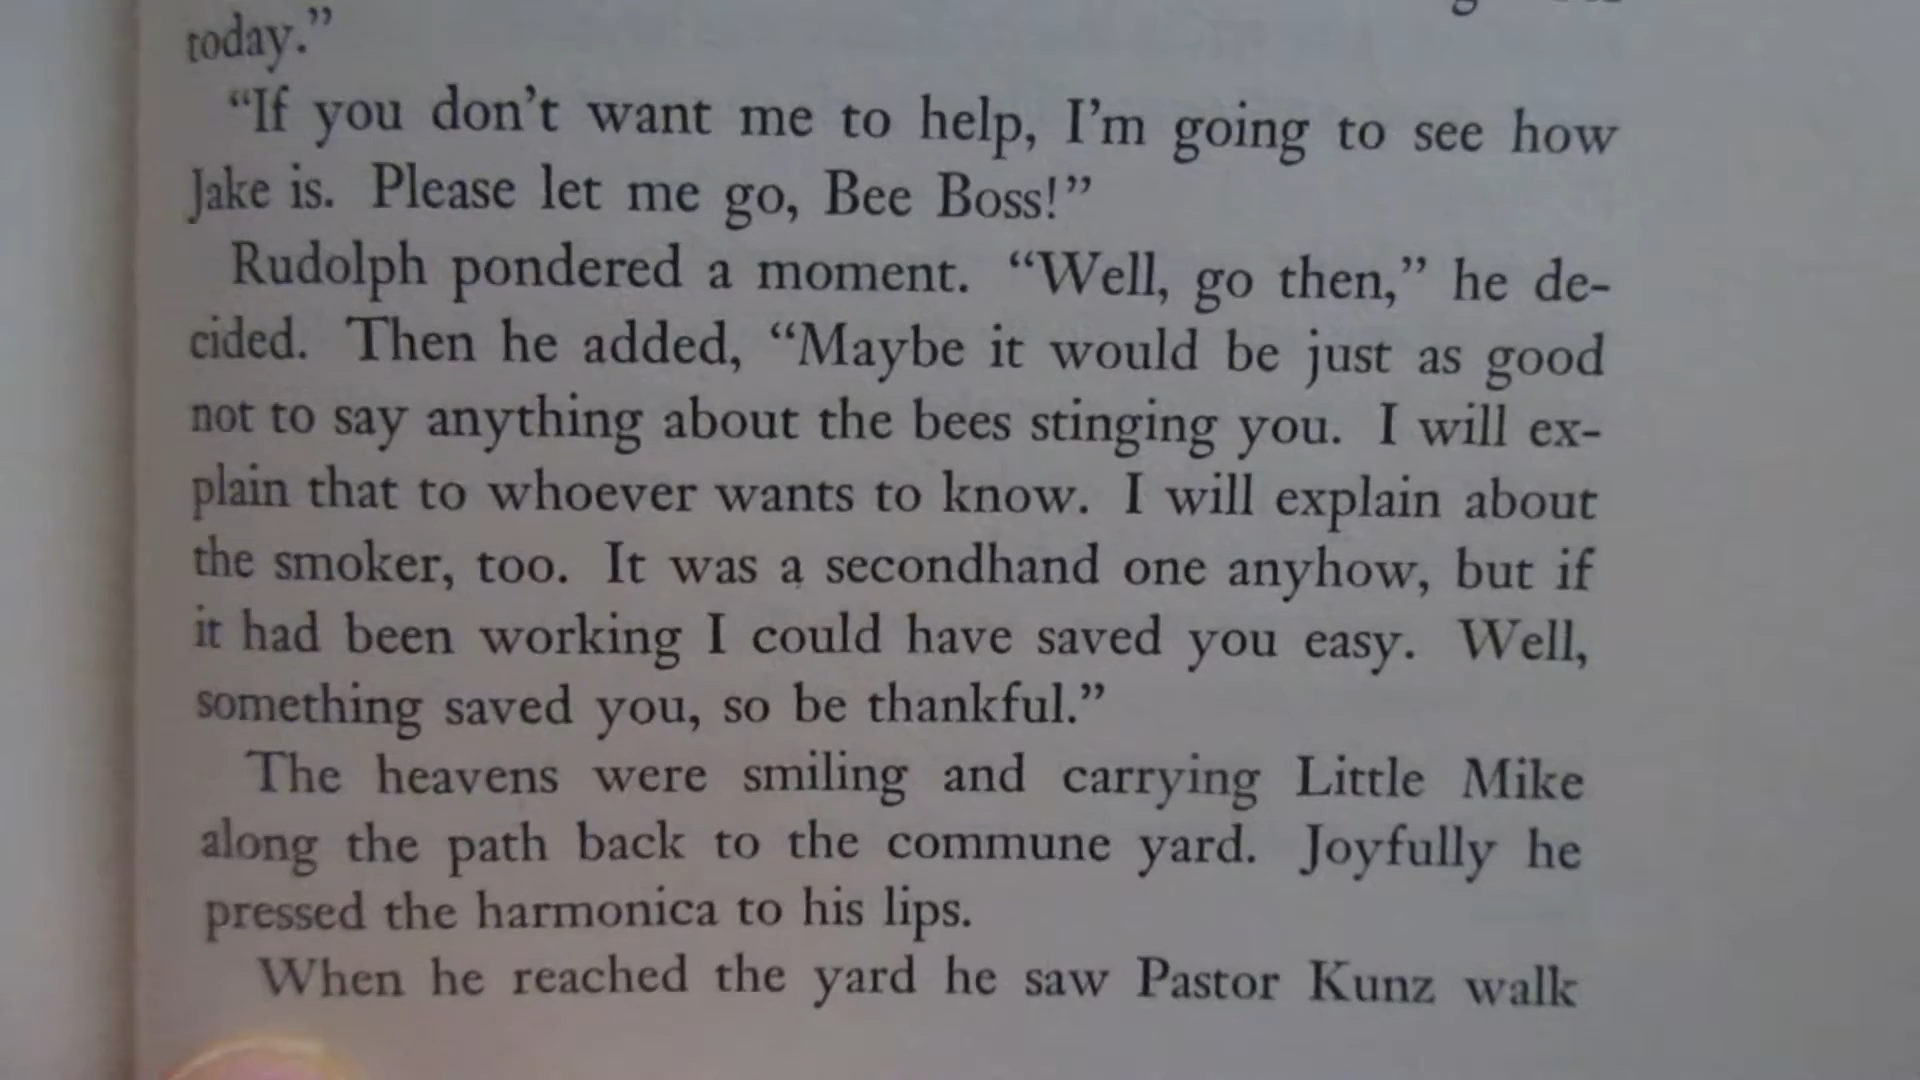 today.”
“If you don’t want me to help, I’m going to see how
Jake is. Please let me go, Bee Boss!”
Rudolph pondered a moment. “Well, go then,” he de-
cided. Then he added, “Maybe it would be just as good
not to say anything about the bees stinging you. I will ex-
plain that to whoever wants to know. I will explain about
the smoker, too. It was a secondhand one anyhow, but if
it had been working I could have saved you easy. Well,
something saved you, so be thankful.”
The heavens were smiling and carrying Little Mike
along the path back to the commune yard. Joyfully he
pressed the harmonica to his lips.
When he reached the yard he saw Pastor Kunz walk